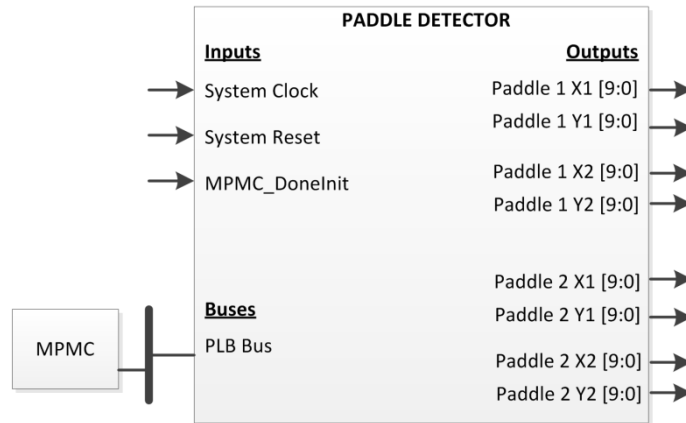 PADDLE DETECTOR
Inputs
System Clock
System Reset
MPMC_DoneInit
Buses
PLB Bus
MPMC
Outputs
Paddle 1 X1 [9:0]
Paddle 1 Y1 [9:0]
Paddle 1 X2 [9:0]
Paddle 1 Y2 [9:0]
Paddle 2 X1 [9:0]
Paddle 2 Y1 [9:0]
Paddle 2 X2 [9:0]
Paddle 2 Y2 [9:0]